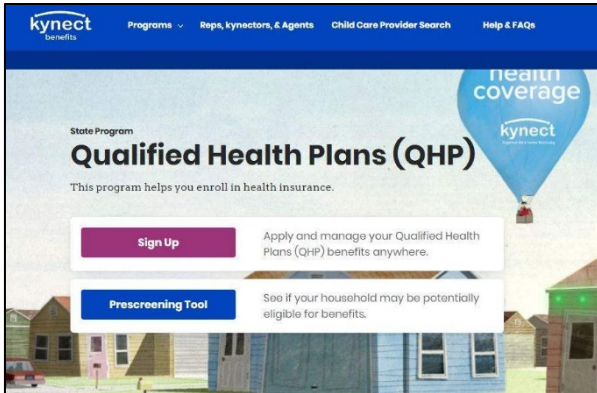 kynect
benefits
Programs
Reps, kynectors, & Agents
Child Care Provider Search
Help & FAQs
health
coverage
kynect
State Program
Qualified Health Plans (QHP)
This program helps you enroll in health insurance.
Sign Up
Apply and manage your Qualified Health
Plans (QHP) benefits anywhere.
Prescreening Tool
See if your household may be potentially
eligible for benefits.